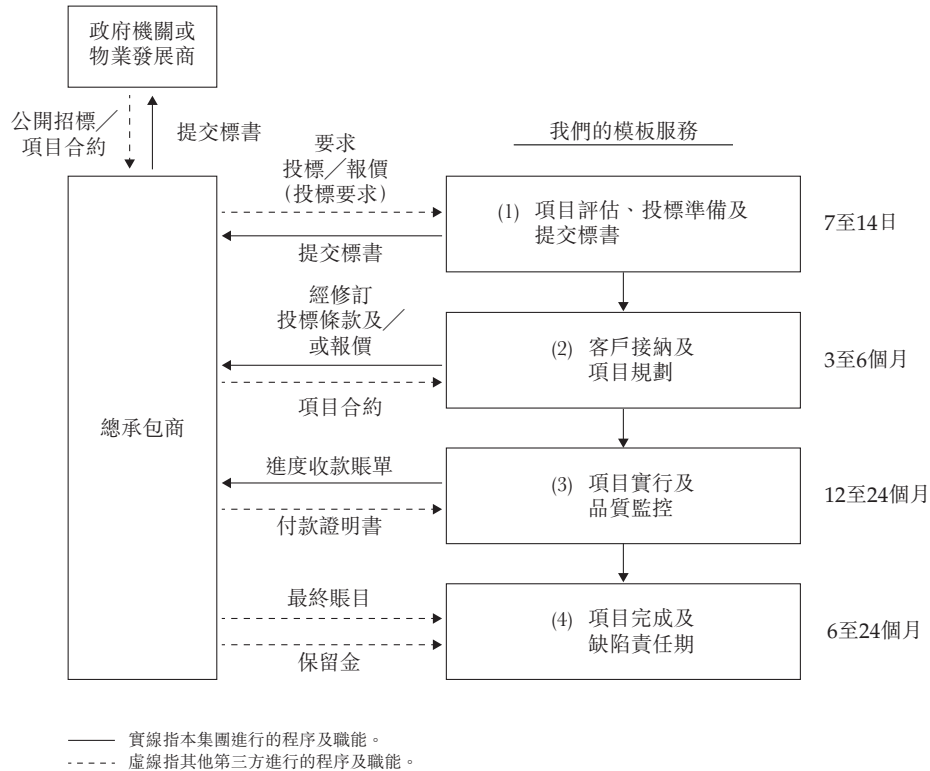 政府機關或
物業發展商
公開招標／
項目合約
提交標書
我們的模板服務
要求
投標／報價
(投標要求)
(1) 項目評估、投標準備及
提交標書
7至14日
提交標書
經修訂
投標條款及／
或報價
(2) 客戶接納及
項目規劃
3至6個月
項目合約
總承包商
進度收款賬單
(3) 項目實行及
品質監控
12至24個月
付款證明書
最終賬目
(4) 項目完成及
缺陷責任期
6至24個月
保留金
實線指本集團進行的程序及職能。
虛線指其他第三方進行的程序及職能。